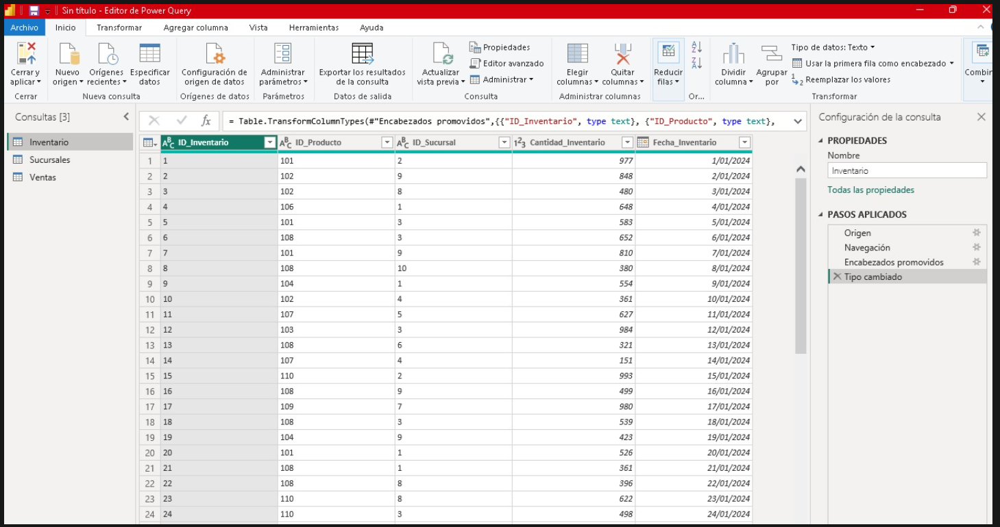 Sin título - Editor de Power Query
Archivo Inicio Transformar Agregar columna Vista Herramientas Ayuda
Cerrar y aplicar
Nuevo origen
Orígenes recientes
Especificar datos
Configuración de origen de datos
Administrar parámetros
Exportar los resultados de la consulta
Actualizar vista previa
Propiedades
Editor avanzado
Administrar
Elegir columnas
Quitar columnas
Reducir filas
Dividir columna
Agrupar por
Tipo de datos: Texto
Usar la primera fila como encabezado
Reemplazar los valores
Combin
Cerrar Nueva consulta Orígenes de datos Parámetros Datos de salida Consulta Administrar columnas Or... Transformar
Consultas [3]
Inventario
Sucursales
Ventas
fx = Table.TransformColumnTypes(#"Encabezados promovidos",{{"ID_Inventario", type text}, {"ID_Producto", type text},
ABC ID_Inventario ABC ID_Producto ABC ID_Sucursal 123 Cantidad_Inventario Fecha_Inventario
1 1 101 2 977 1/01/2024
2 2 102 9 848 2/01/2024
3 3 102 8 480 3/01/2024
4 4 106 1 648 4/01/2024
5 5 101 3 583 5/01/2024
6 6 108 3 652 6/01/2024
7 7 101 9 810 7/01/2024
8 8 108 10 380 8/01/2024
9 9 104 1 554 9/01/2024
10 10 102 4 361 10/01/2024
11 11 107 5 627 11/01/2024
12 12 103 3 984 12/01/2024
13 13 108 6 321 13/01/2024
14 14 107 4 151 14/01/2024
15 15 110 2 993 15/01/2024
16 16 108 9 499 16/01/2024
17 17 109 7 980 17/01/2024
18 18 108 3 539 18/01/2024
19 19 104 9 423 19/01/2024
20 20 101 1 526 20/01/2024
21 21 108 1 361 21/01/2024
22 22 108 8 396 22/01/2024
23 23 110 8 622 23/01/2024
24 24 110 3 498 24/01/2024
Configuración de la consulta
PROPIEDADES
Nombre
Inventario
Todas las propiedades
PASOS APLICADOS
Origen
Navegación
Encabezados promovidos
Tipo cambiado